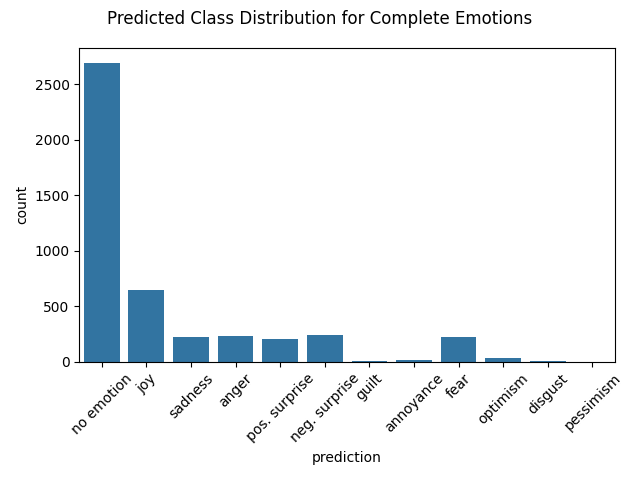 Predicted Class Distribution for Complete Emotions
2500
2000
1500
1000
500
0
count
no emotion
joy
sadness
anger
pos. surprise
neg. surprise
guilt
annoyance
fear
optimism
disgust
pessimism
prediction